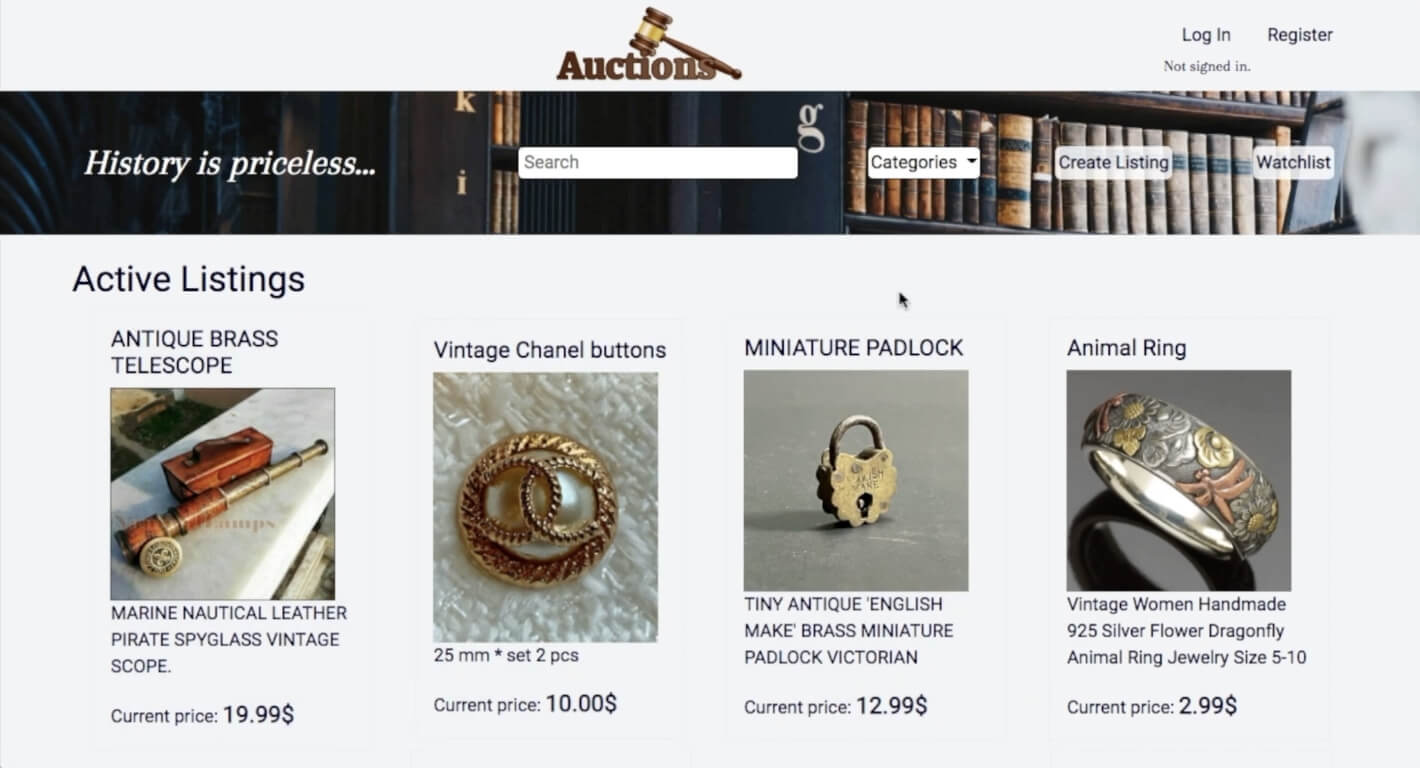 Auctions
Log In
Register
Not signed in.
History is priceless...
k
i
g
Search
Categories
Create Listing
Watchlist
Active Listings
ANTIQUE BRASS
TELESCOPE
MARINE NAUTICAL LEATHER
PIRATE SPYGLASS VINTAGE
SCOPE.
Current price: 19.99$
Vintage Chanel buttons
25 mm * set 2 pcs
Current price: 10.00$
MINIATURE PADLOCK
TINY ANTIQUE 'ENGLISH
MAKE' BRASS MINIATURE
PADLOCK VICTORIAN
Current price: 12.99$
Animal Ring
Vintage Women Handmade
925 Silver Flower Dragonfly
Animal Ring Jewelry Size 5-10
Current price: 2.99$